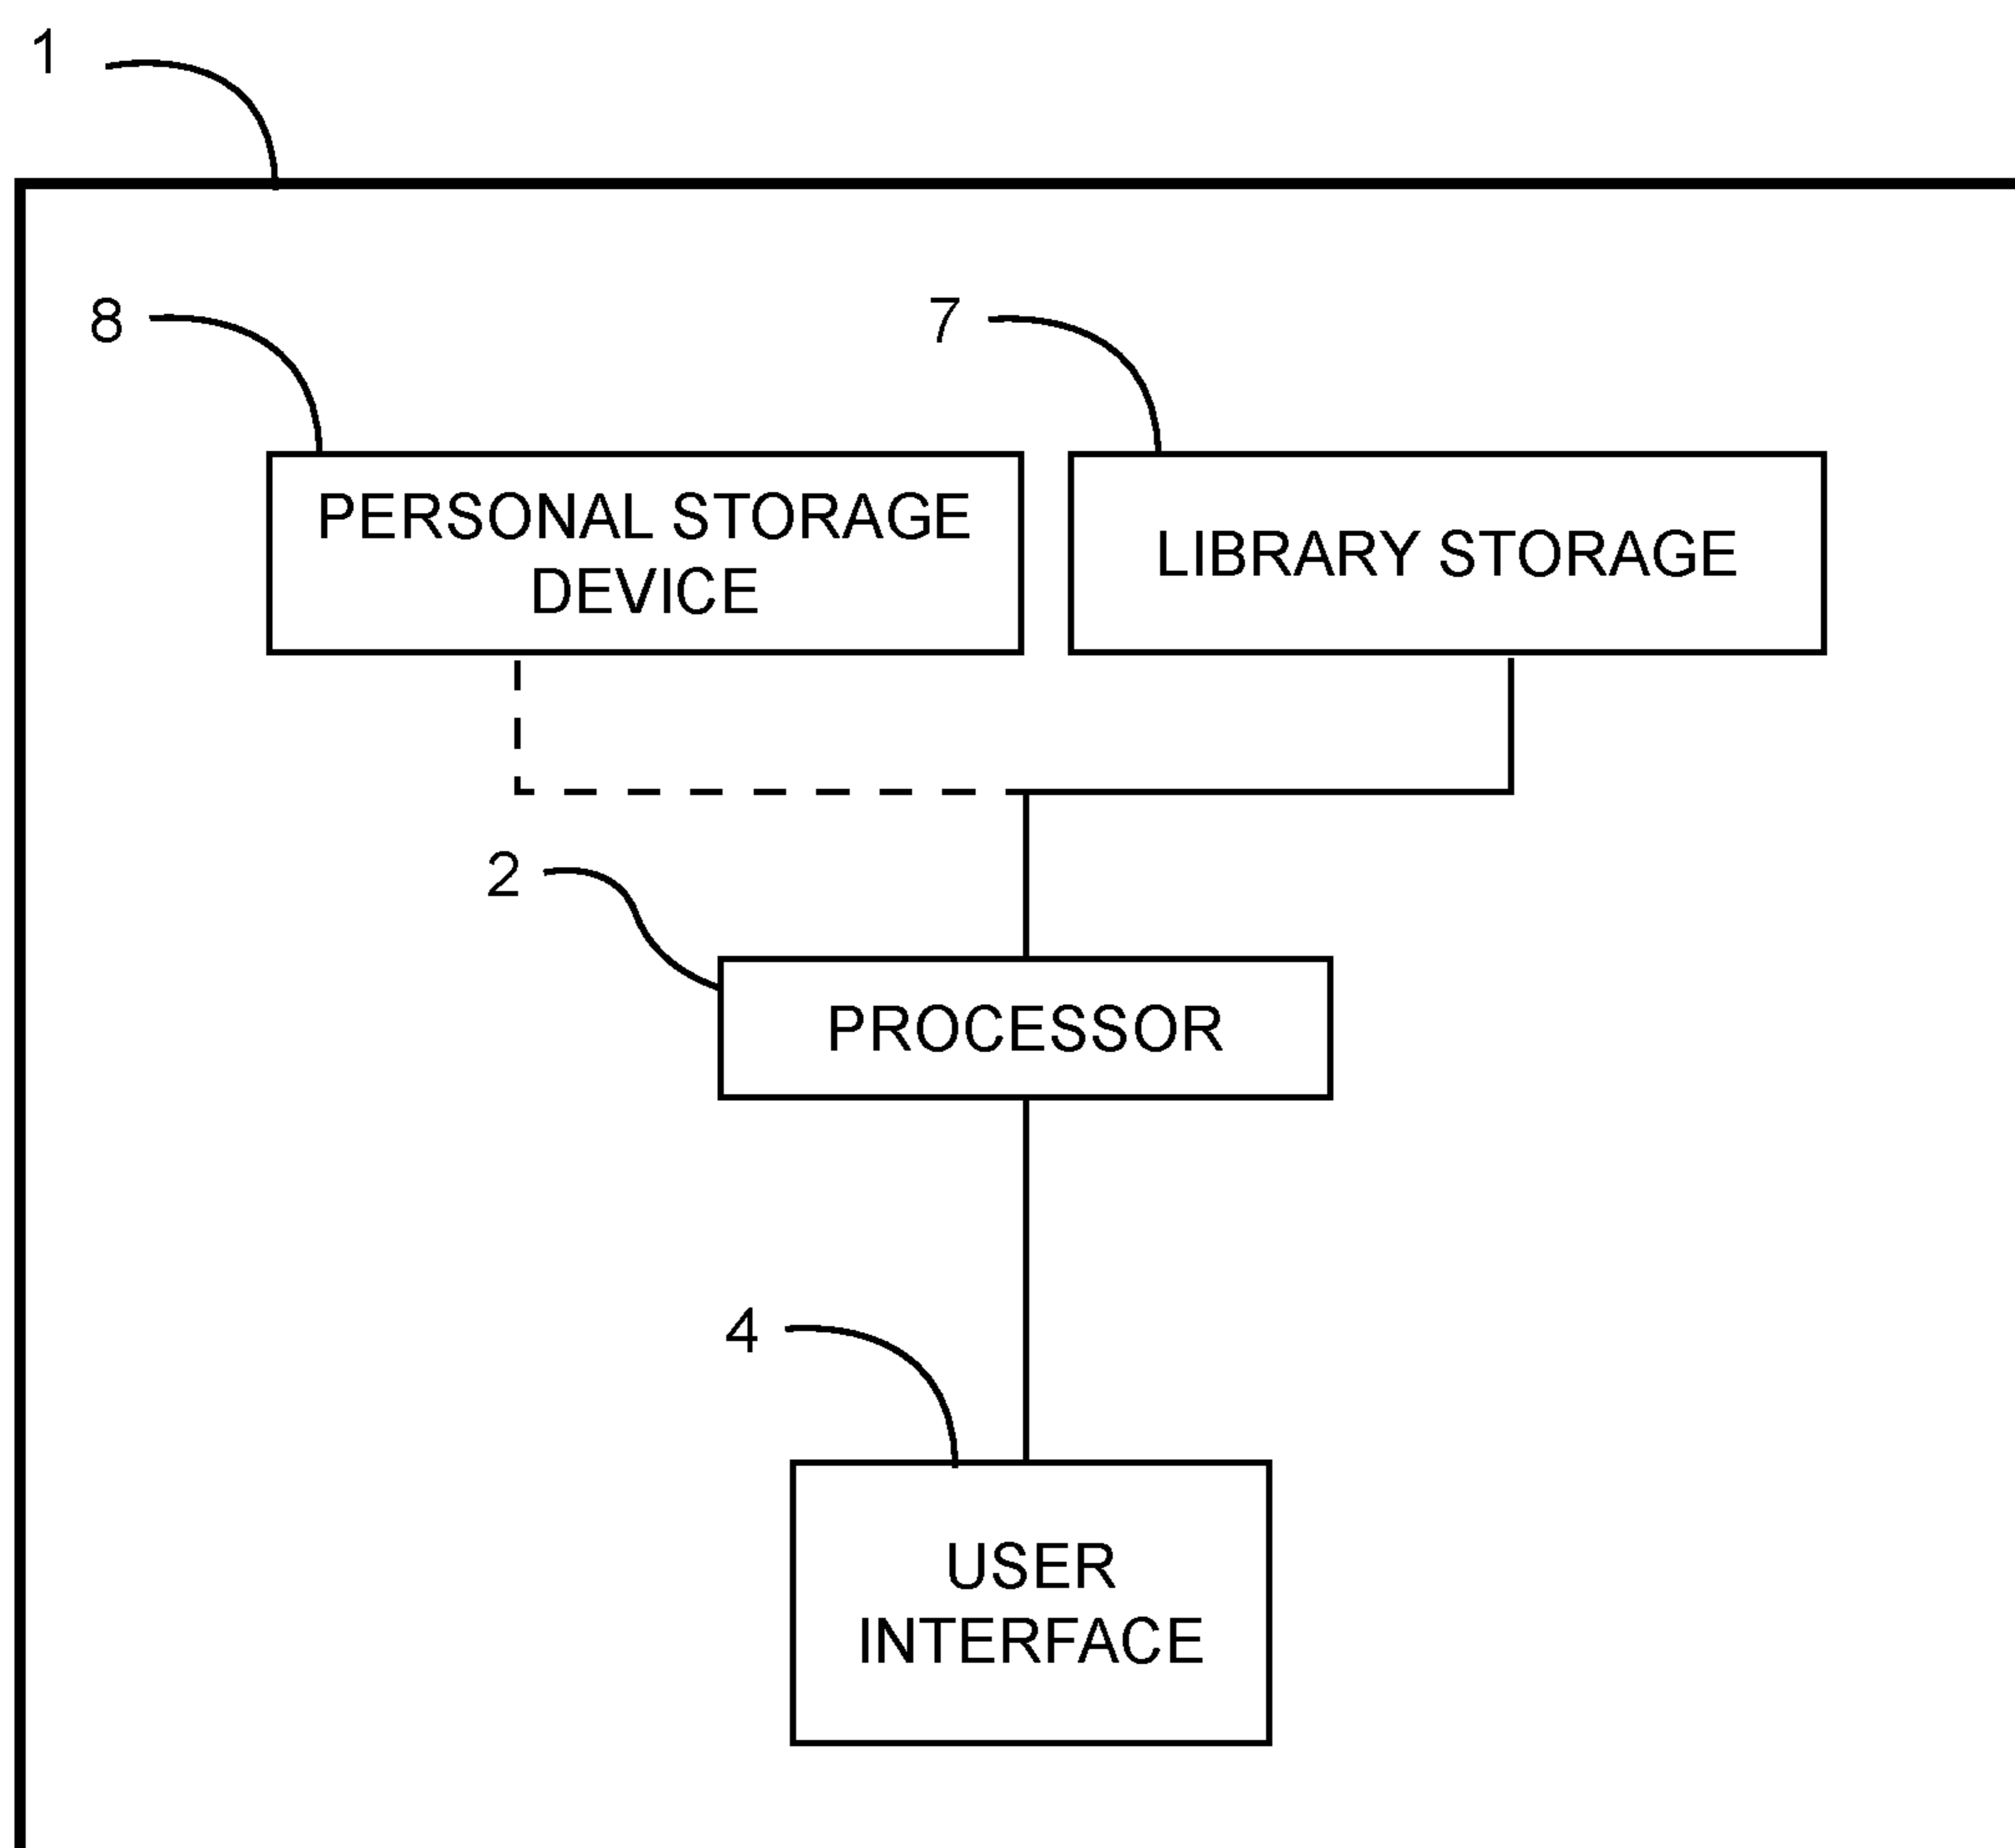 1
8
7
PERSONAL STORAGE
DEVICE
LIBRARY STORAGE
2
PROCESSOR
4
USER
INTERFACE